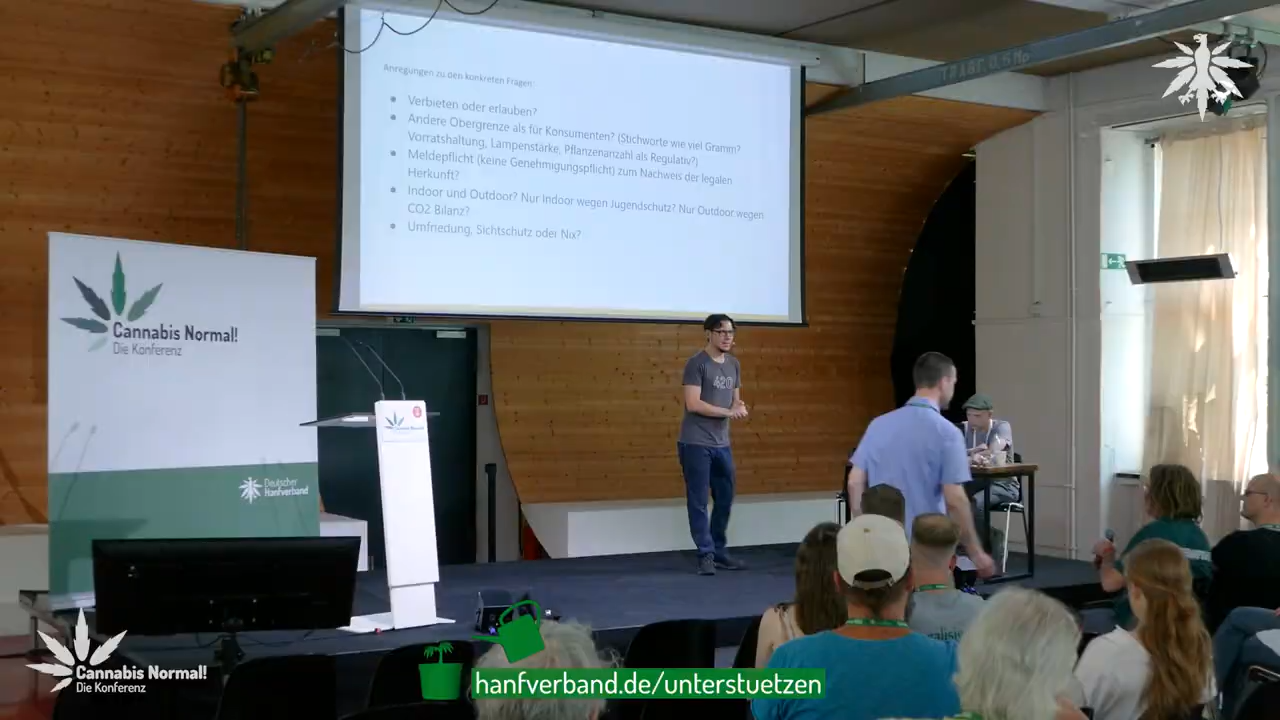 Anregungen zu den konkreten Fragen:
Verbieten oder erlauben?
Andere Obergrenze als für Konsumenten? (Stichworte wie viel Gramm?
Vorratshaltung, Lampenstärke, Pflanzenanzahl als Regulativ?)
Meldepflicht (keine Genehmigungspflicht) zum Nachweis der legalen
Herkunft?
Indoor und Outdoor? Nur Indoor wegen Jugendschutz? Nur Outdoor wegen
CO2 Bilanz?
Umfriedung, Sichtschutz oder Nix?
Cannabis Normal!
Die Konferenz
Deutscher
Hanfverband
Cannabis Normal!
420
Cannabis Normal!
Die Konferenz
hanfverband.de/unterstuetzen